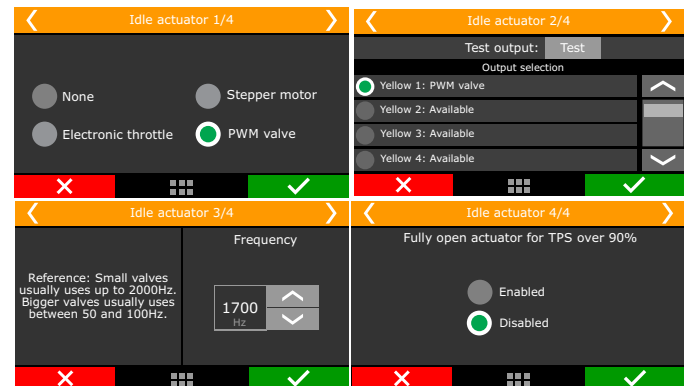 Idle actuator 1/4
None
Stepper motor
Electronic throttle
PWM valve
Idle actuator 2/4
Test output: Test
Output selection
Yellow 1: PWM valve
Yellow 2: Available
Yellow 3: Available
Yellow 4: Available
Idle actuator 3/4
Reference: Small valves
usually uses up to 2000Hz.
Bigger valves usually uses
between 50 and 100Hz.
Frequency
1700
Hz
Idle actuator 4/4
Fully open actuator for TPS over 90%
Enabled
Disabled